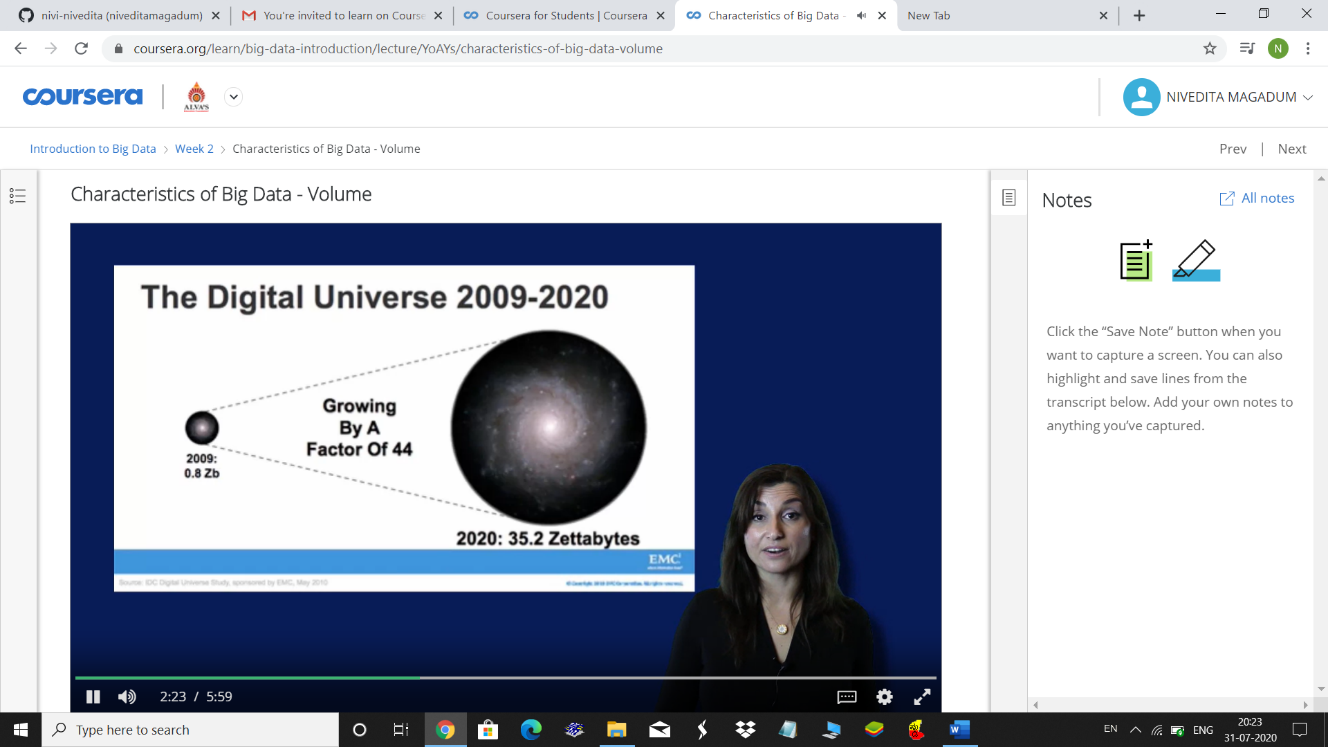 nivi-nivedita (niveditamagadum)
You're invited to learn on Course
Coursera for Students | Coursera
Characteristics of Big Data -
New Tab
coursera.org/learn/big-data-introduction/lecture/YoAYs/characteristics-of-big-data-volume
N
coursera
ALVA'S
NIVEDITA MAGADUM
Introduction to Big Data
Week 2
Characteristics of Big Data - Volume
Prev | Next
Characteristics of Big Data - Volume
The Digital Universe 2009-2020
Growing
By A
Factor Of 44
2009:
0.8 Zb
2020: 35.2 Zettabytes
EMC²
Source: IDC Digital Universe Study, sponsored by EMC, May 2010
2:23 / 5:59
Notes
All notes
Click the “Save Note” button when you
want to capture a screen. You can also
highlight and save lines from the
transcript below. Add your own notes to
anything you’ve captured.
Type here to search
EN
ENG
20:23
31-07-2020